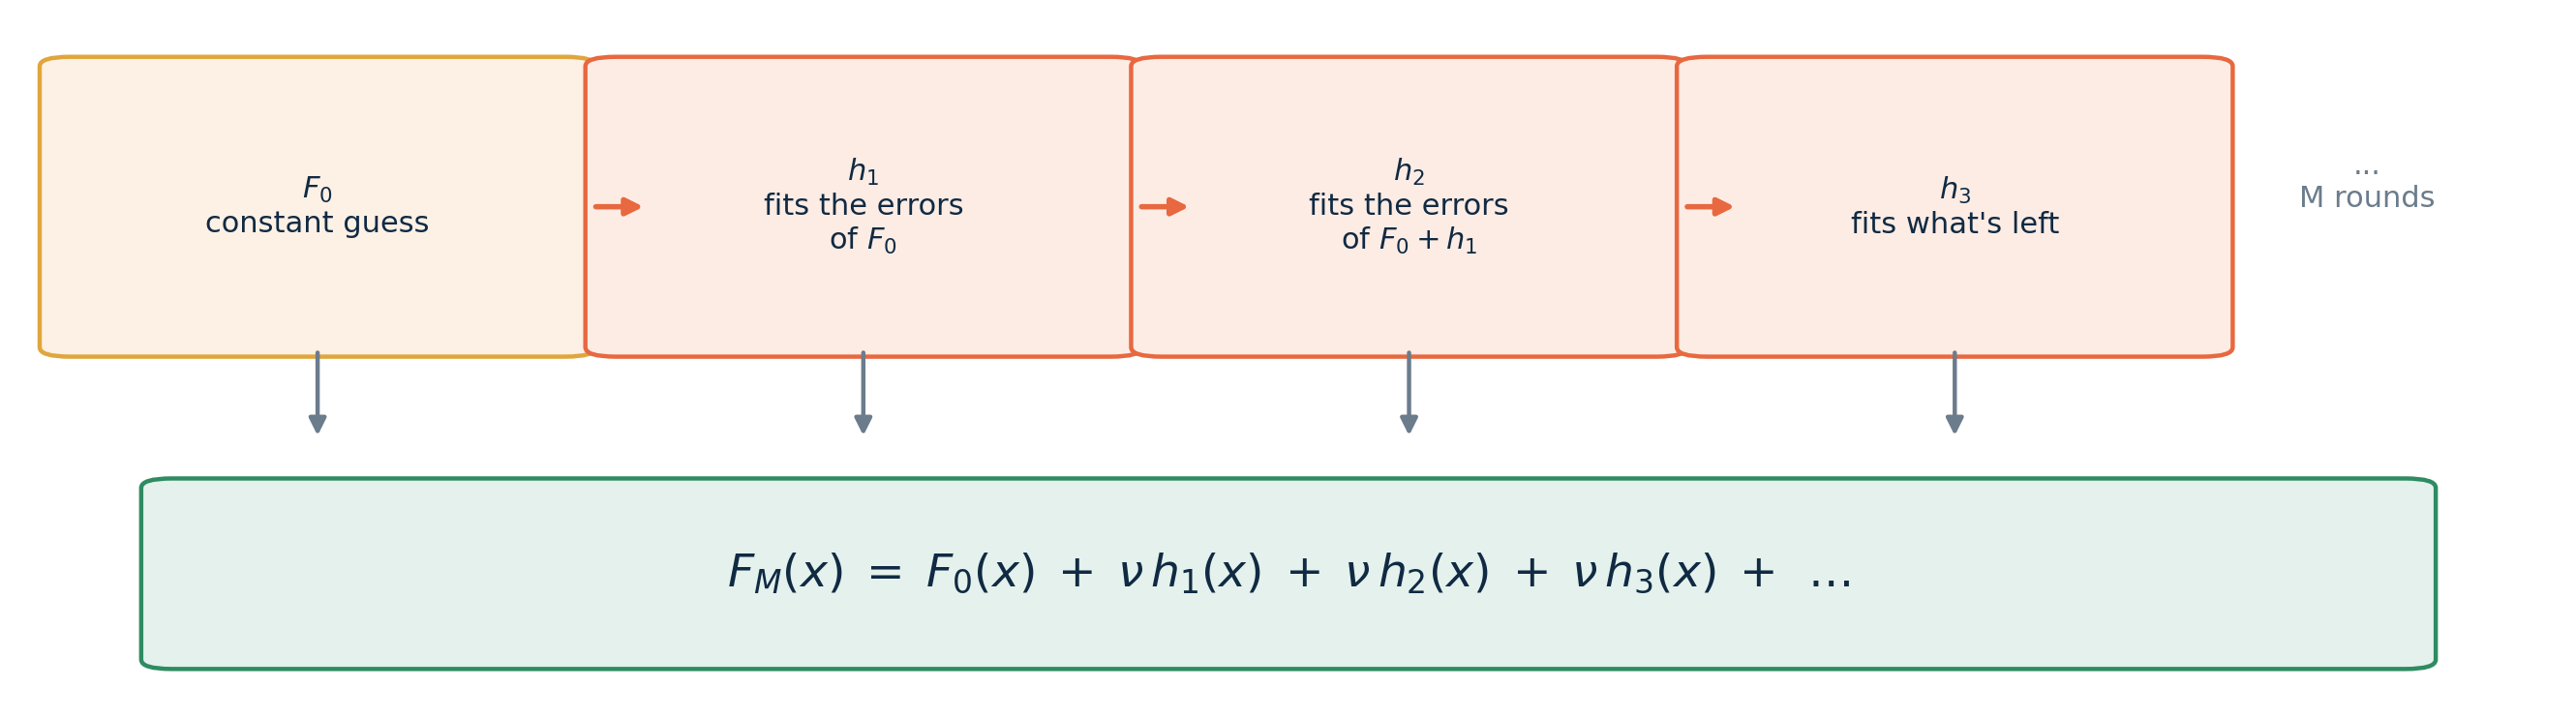 F₀
constant guess
h₁
fits the errors
of F₀
h₂
fits the errors
of F₀ + h₁
h₃
fits what's left
...
M rounds
F_M(x) = F₀(x) + ν h₁(x) + ν h₂(x) + ν h₃(x) + ...